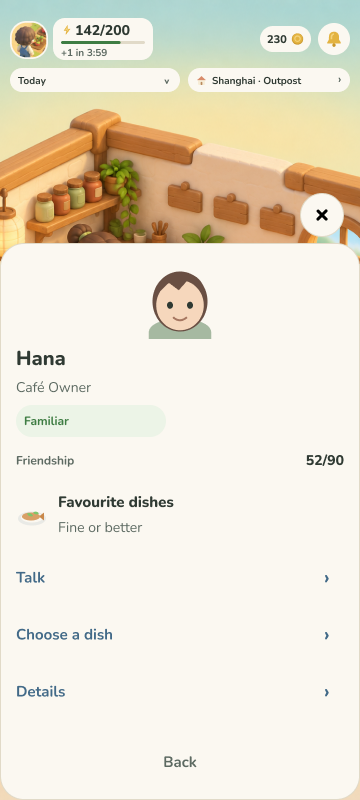 142/200
+1 in 3:59
230
Today
Shanghai · Outpost
Hana
Café Owner
Familiar
Friendship
52/90
Favourite dishes
Fine or better
Talk
Choose a dish
Details
Back